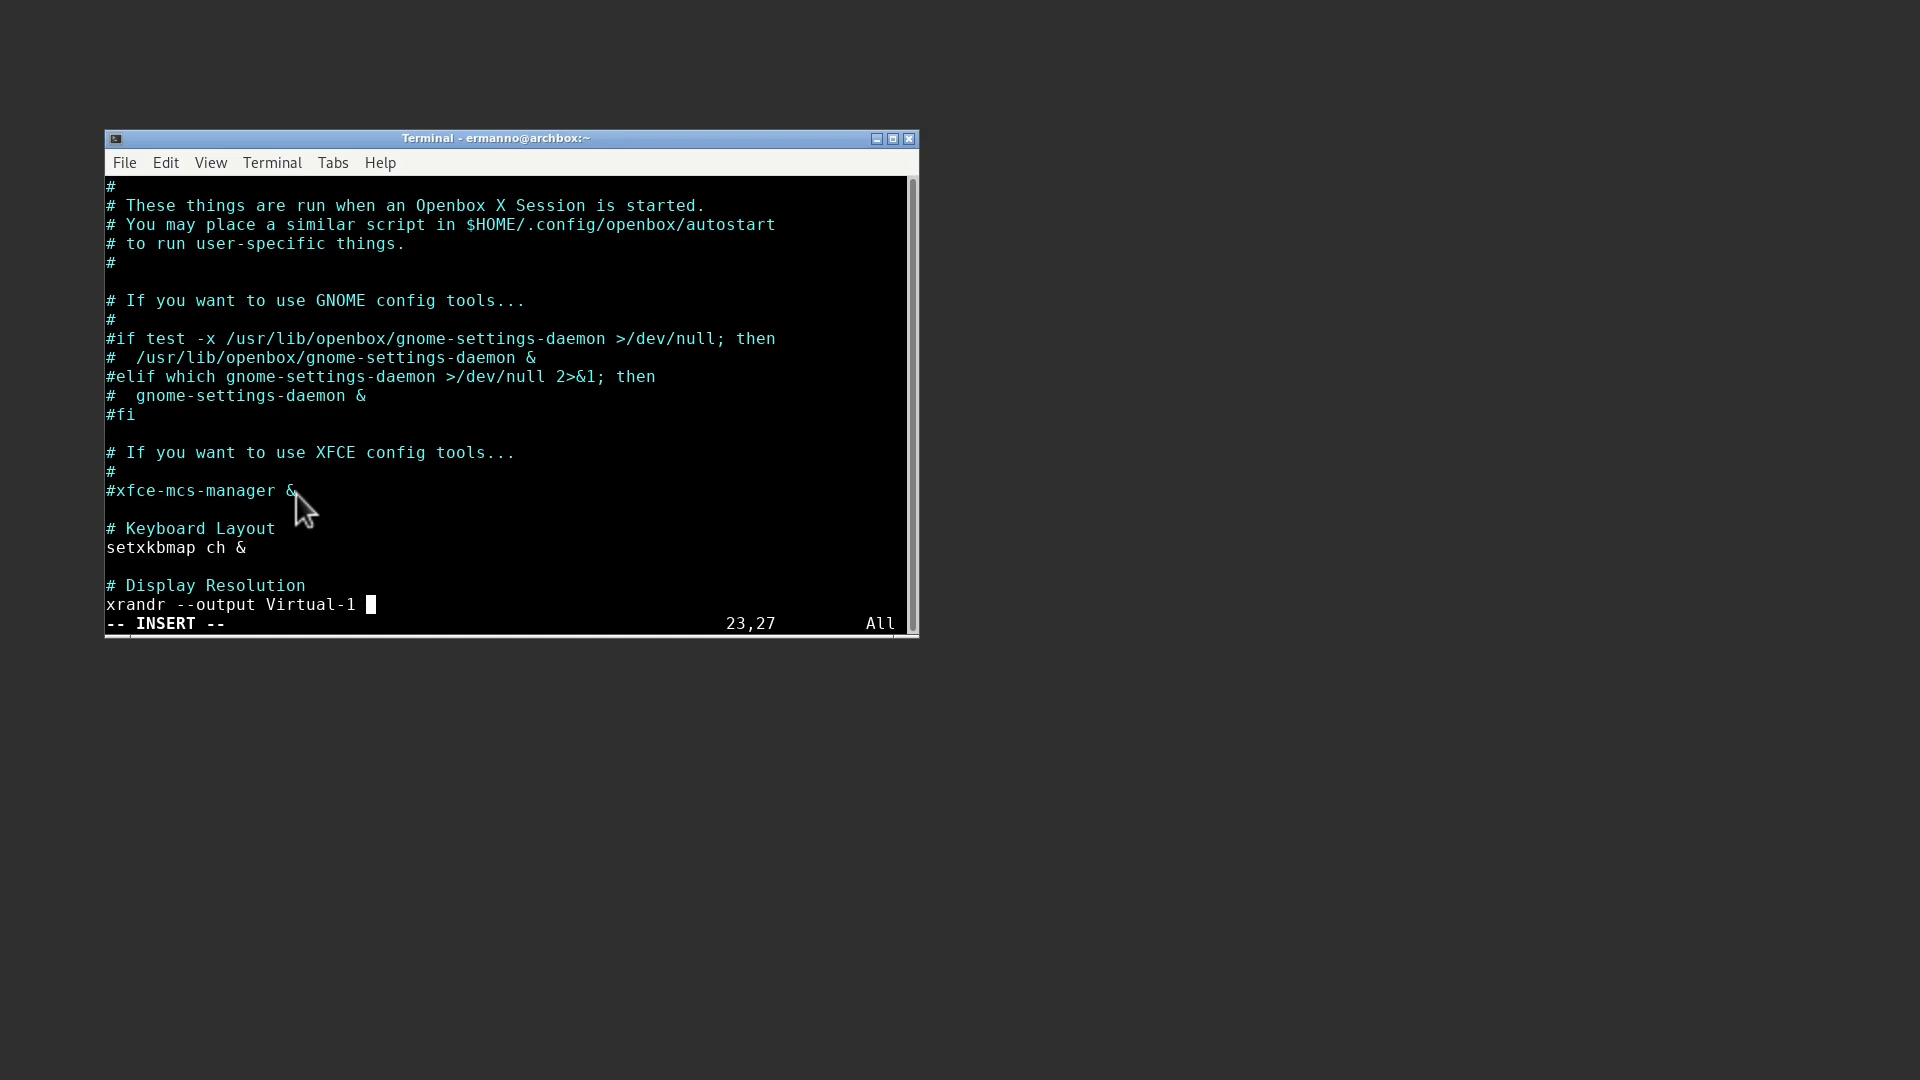 Terminal - ermanno@archbox:~
File Edit View Terminal Tabs Help
#
# These things are run when an Openbox X Session is started.
# You may place a similar script in $HOME/.config/openbox/autostart
# to run user-specific things.
#
# If you want to use GNOME config tools...
#
#if test -x /usr/lib/openbox/gnome-settings-daemon >/dev/null; then
#  /usr/lib/openbox/gnome-settings-daemon &
#elif which gnome-settings-daemon >/dev/null 2>&1; then
#  gnome-settings-daemon &
#fi
# If you want to use XFCE config tools...
#
#xfce-mcs-manager &
# Keyboard Layout
setxkbmap ch &
# Display Resolution
xrandr --output Virtual-1
-- INSERT -- 23,27 All